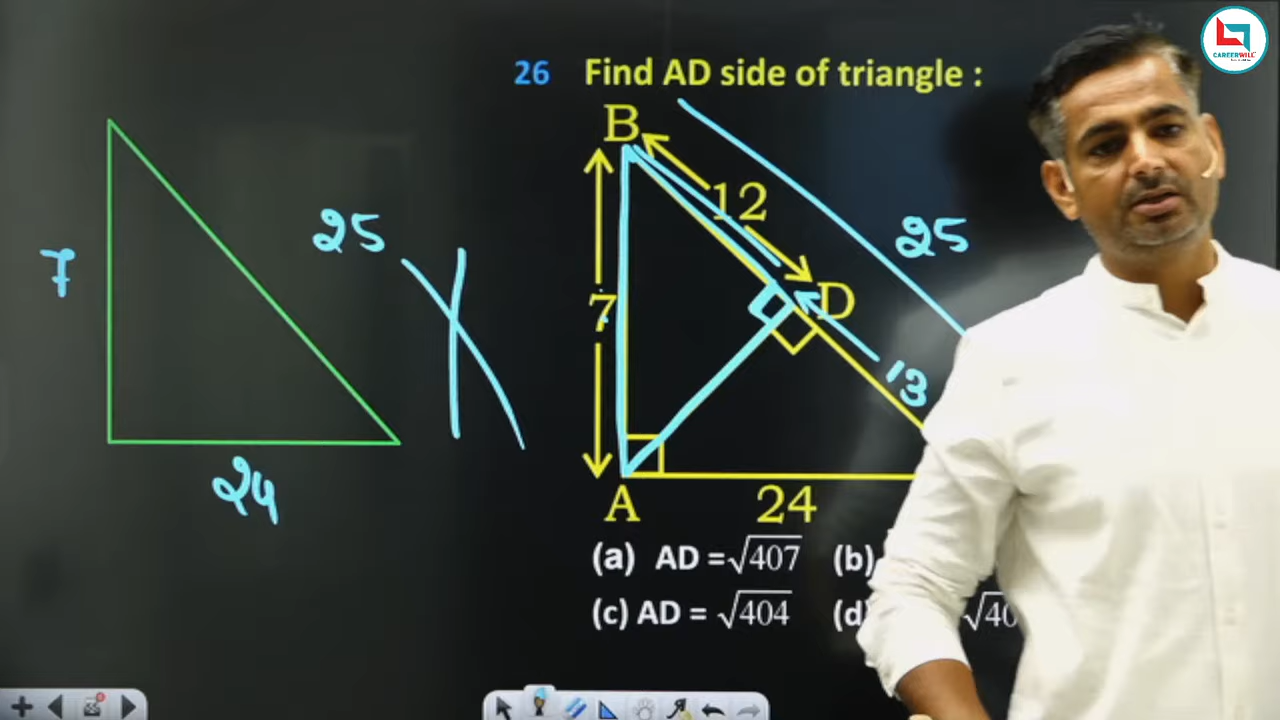 CAREERWILL
26 Find AD side of triangle :
B
12
25
25
7
7
D
13
24
A
24
(a) AD = √407 (b)
(c) AD = √404 (d) √40